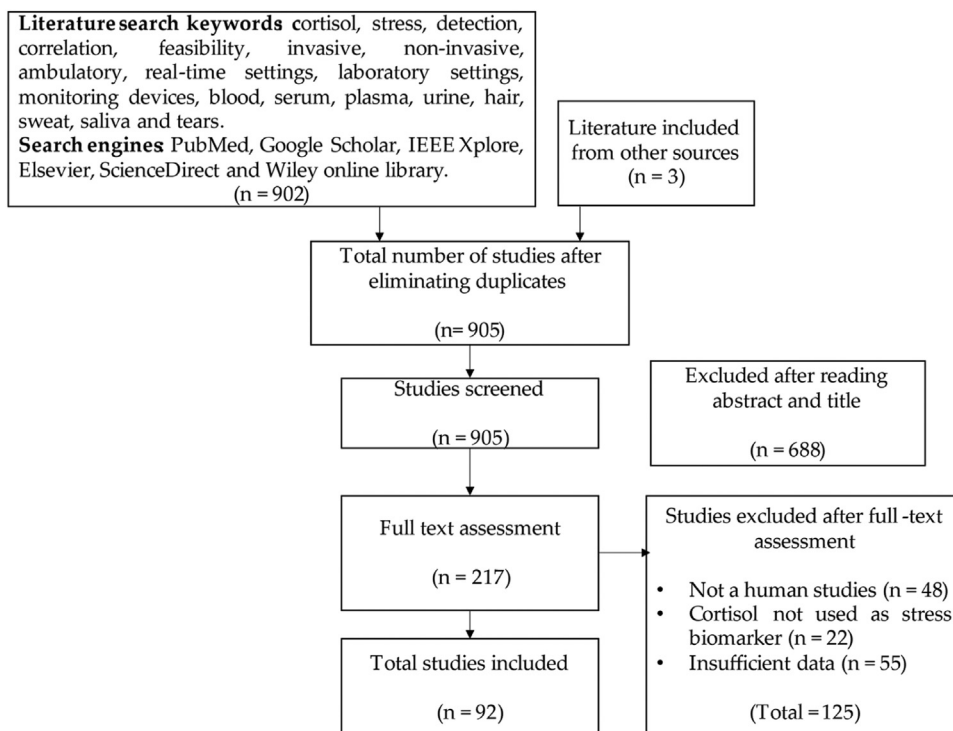 Literature search keywords: cortisol, stress, detection,
correlation, feasibility, invasive, non-invasive,
ambulatory, real-time settings, laboratory settings,
monitoring devices, blood, serum, plasma, urine, hair,
sweat, saliva and tears.
Search engines: PubMed, Google Scholar, IEEE Xplore,
Elsevier, ScienceDirect and Wiley online library.
(n = 902)
Literature included
from other sources
(n = 3)
Total number of studies after
eliminating duplicates
(n= 905)
Studies screened
(n = 905)
Excluded after reading
abstract and title
(n = 688)
Full text assessment
(n = 217)
Studies excluded after full -text
assessment
• Not a human studies (n = 48)
• Cortisol not used as stress
biomarker (n = 22)
• Insufficient data (n = 55)
(Total = 125)
Total studies included
(n = 92)